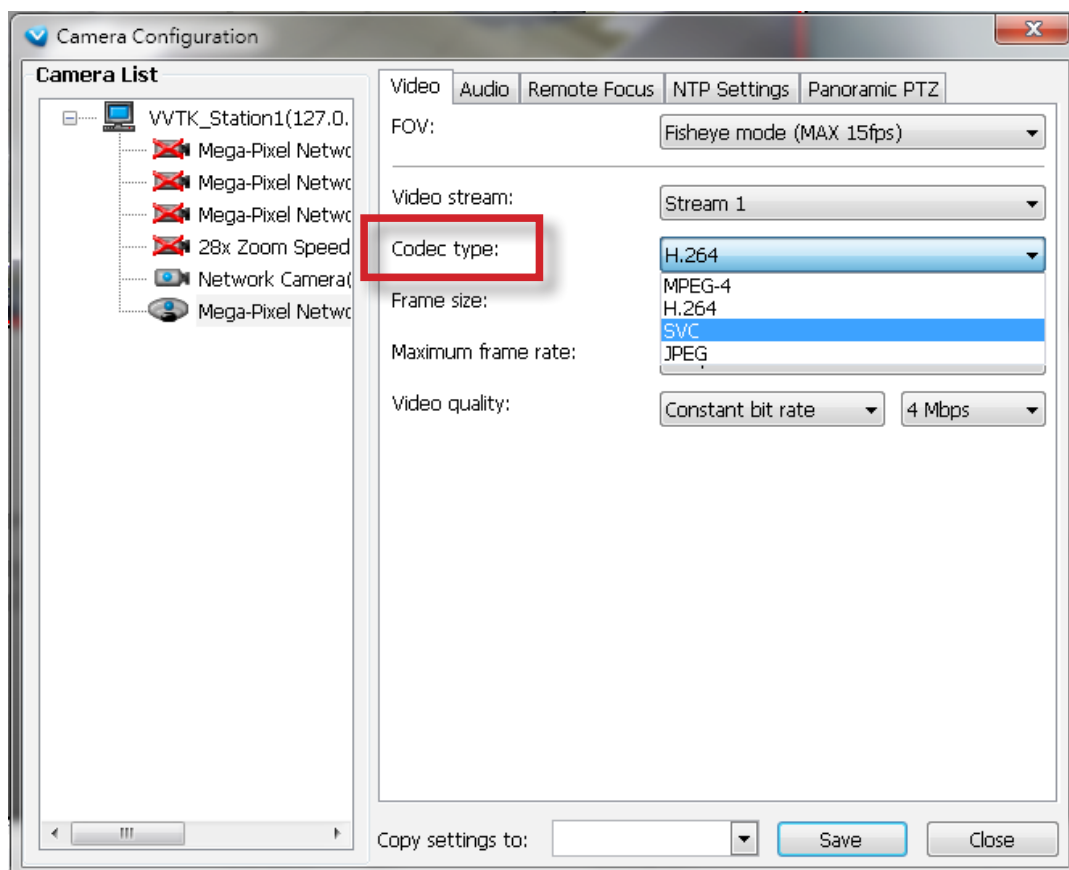 Camera Configuration
x
Camera List
VVTK_Station1(127.0.
Mega-Pixel Netwo
Mega-Pixel Netwo
Mega-Pixel Netwo
28x Zoom Speed
Network Camera(
Mega-Pixel Netwo
Video Audio Remote Focus NTP Settings Panoramic PTZ
FOV: Fisheye mode (MAX 15fps)
Video stream: Stream 1
Codec type: H.264
MPEG-4
H.264
SVC
JPEG
Frame size:
Maximum frame rate:
Video quality: Constant bit rate 4 Mbps
Copy settings to: Save Close